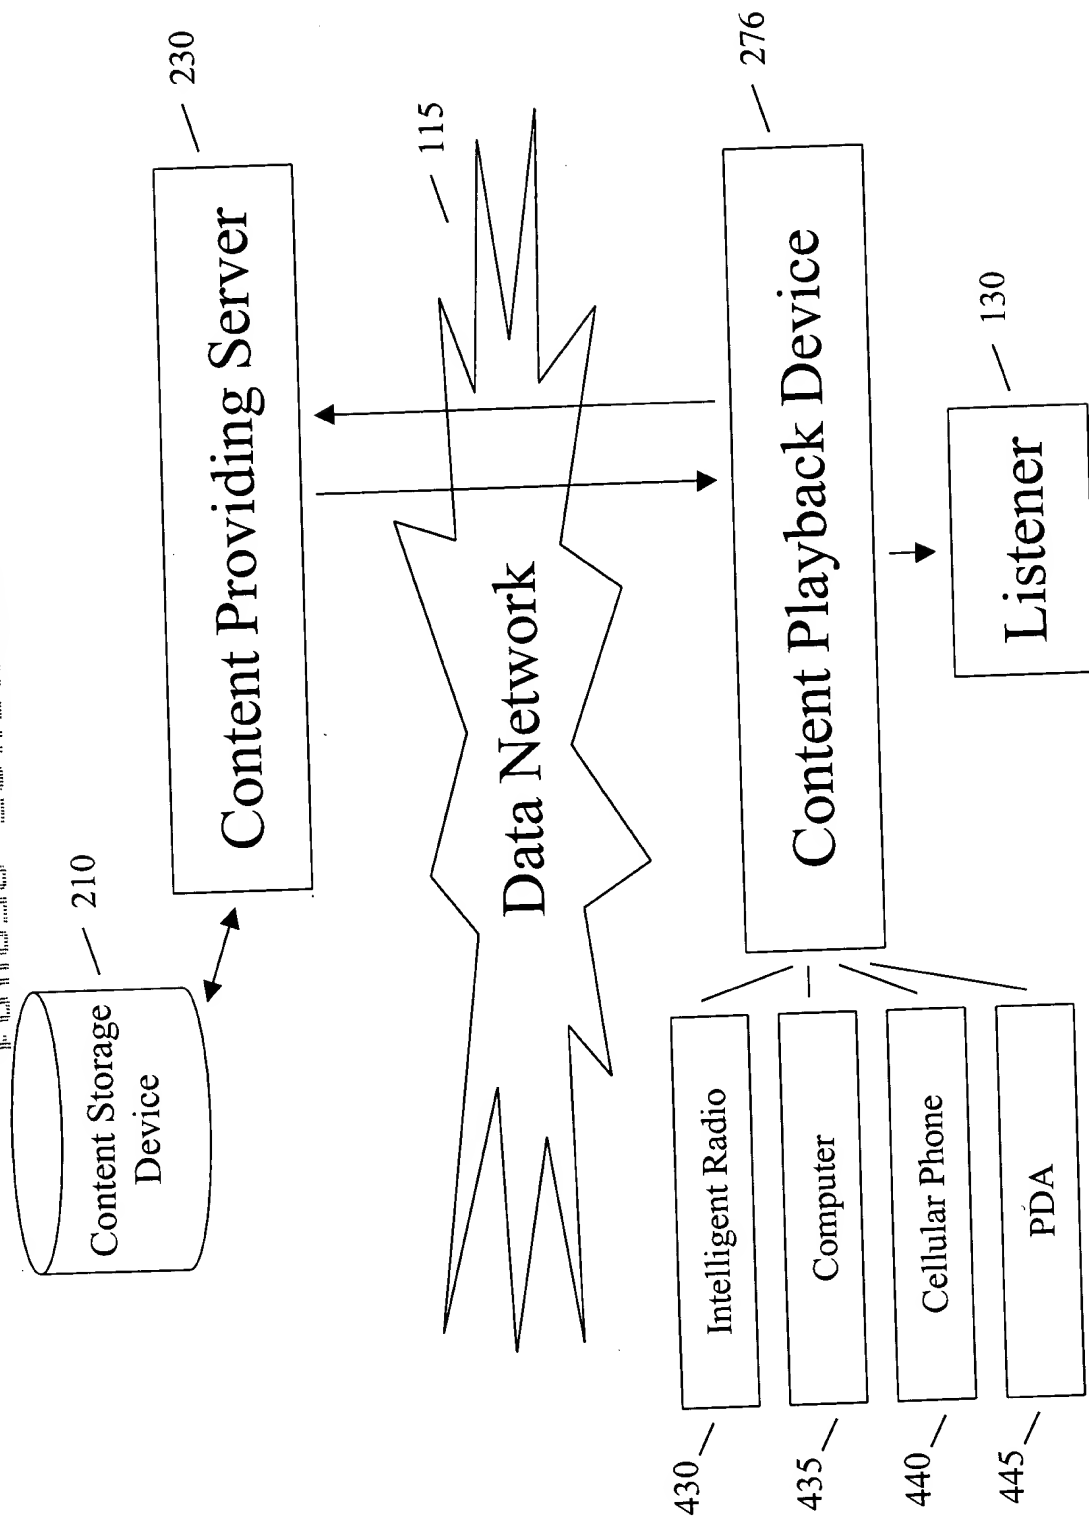 210
Content Storage
Device
230
Content Providing Server
115
Data Network
276
Content Playback Device
430
Intelligent Radio
435
Computer
440
Cellular Phone
445
PDA
130
Listener